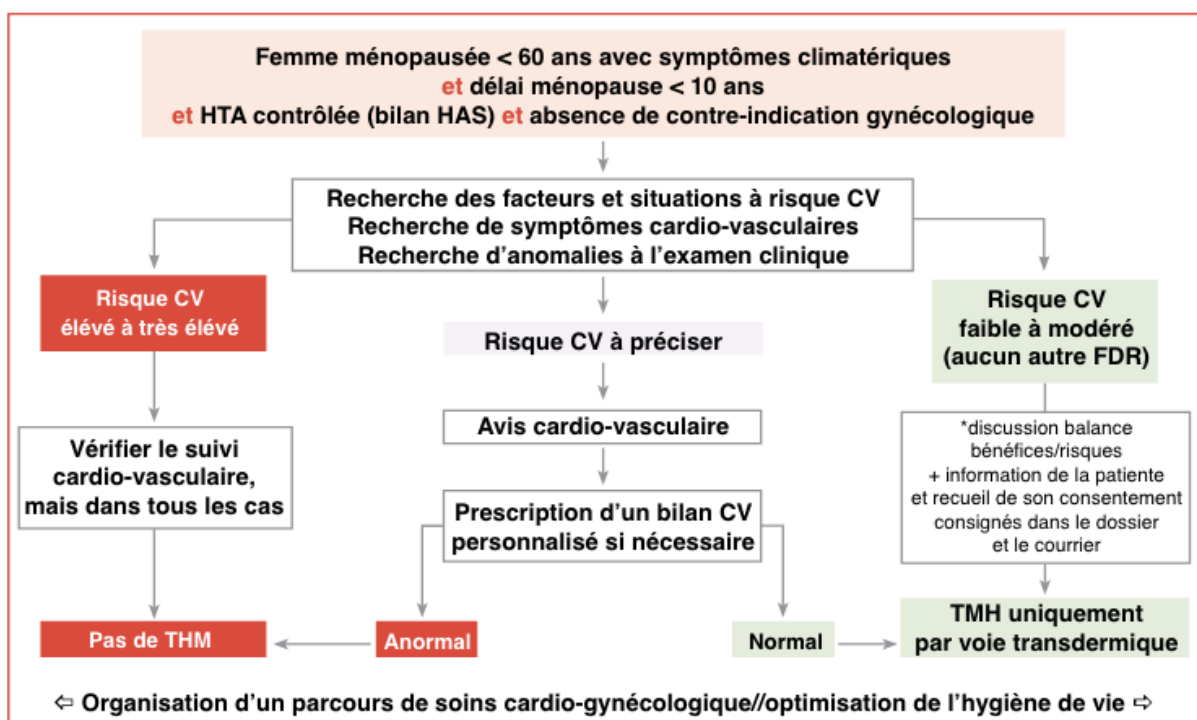 Femme ménopausée < 60 ans avec symptômes climatériques
et délai ménopause < 10 ans
et HTA contrôlée (bilan HAS) et absence de contre-indication gynécologique
Recherche des facteurs et situations à risque CV
Recherche de symptômes cardio-vasculaires
Recherche d'anomalies à l'examen clinique
Risque CV
élévé à très élévé
Risque CV à préciser
Risque CV
faible à modéré
(aucun autre FDR)
Vérifier le suivi
cardio-vasculaire,
mais dans tous les cas
Avis cardio-vasculaire
*discussion balance
bénéfices/risques
+ information de la patiente
et recueil de son consentement
consignés dans le dossier
et le courrier
Prescription d'un bilan CV
personnalisé si nécessaire
Pas de THM
Anormal
Normal
TMH uniquement
par voie transdermique
⇦ Organisation d'un parcours de soins cardio-gynécologique//optimisation de l'hygiène de vie ⇨